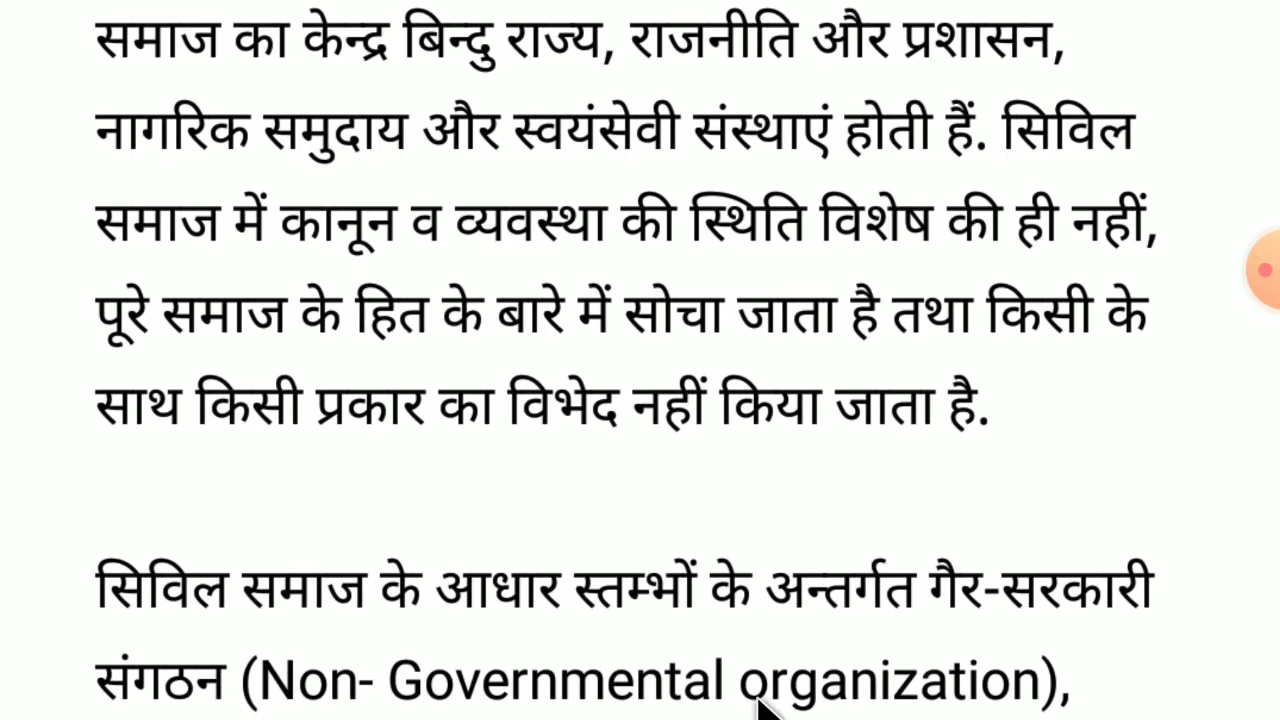 समाज का केन्द्र बिन्दु राज्य, राजनीति और प्रशासन,
नागरिक समुदाय और स्वयंसेवी संस्थाएं होती हैं. सिविल
समाज में कानून व व्यवस्था की स्थिति विशेष की ही नहीं,
पूरे समाज के हित के बारे में सोचा जाता है तथा किसी के
साथ किसी प्रकार का विभेद नहीं किया जाता है.
सिविल समाज के आधार स्तम्भों के अन्तर्गत गैर-सरकारी
संगठन (Non- Governmental organization),